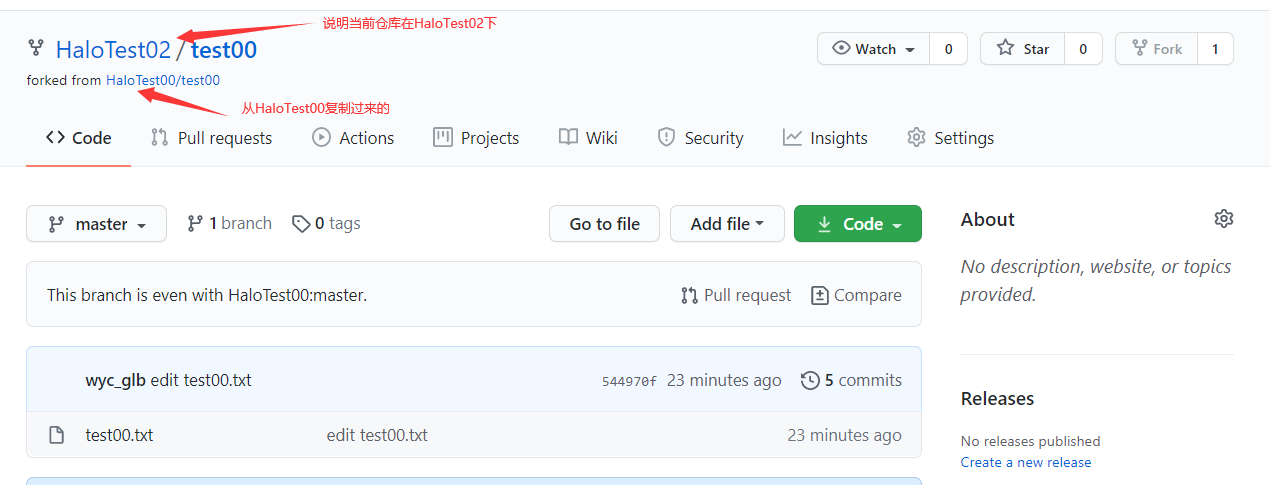 说明当前仓库在HaloTest02下
HaloTest02 / test00
Watch 0 Star 0 Fork 1
forked from HaloTest00/test00
从HaloTest00复制过来的
Code Pull requests Actions Projects Wiki Security Insights Settings
master 1 branch 0 tags Go to file Add file Code
About
No description, website, or topics
provided.
This branch is even with HaloTest00:master. Pull request Compare
wyc_glb edit test00.txt 544970f 23 minutes ago 5 commits
test00.txt edit test00.txt 23 minutes ago
Releases
No releases published
Create a new release